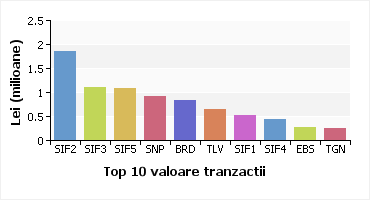 Lei (milioane)
2.5
2
1.5
1
0.5
0
SIF2 SIF3 SIF5 SNP BRD TLV SIF1 SIF4 EBS TGN
Top 10 valoare tranzactii